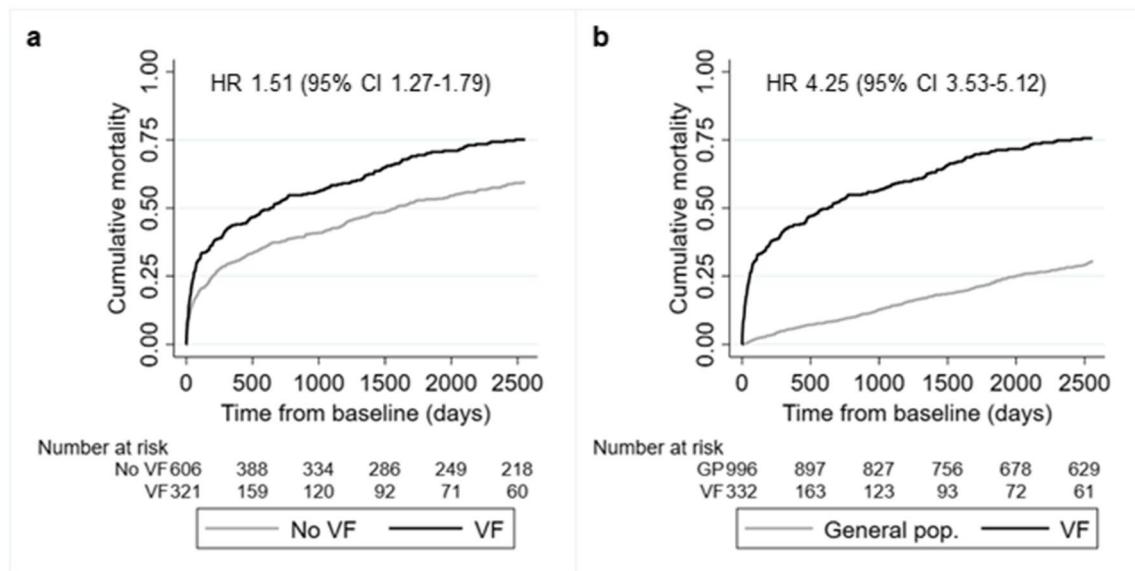 a
HR 1.51 (95% CI 1.27-1.79)
Cumulative mortality
1.00
0.75
0.50
0.25
0.00
0 500 1000 1500 2000 2500
Time from baseline (days)
Number at risk
No VF 606 388 334 286 249 218
VF 321 159 120 92 71 60
No VF VF
b
HR 4.25 (95% CI 3.53-5.12)
Cumulative mortality
1.00
0.75
0.50
0.25
0.00
0 500 1000 1500 2000 2500
Time from baseline (days)
Number at risk
GP 996 897 827 756 678 629
VF 332 163 123 93 72 61
General pop. VF